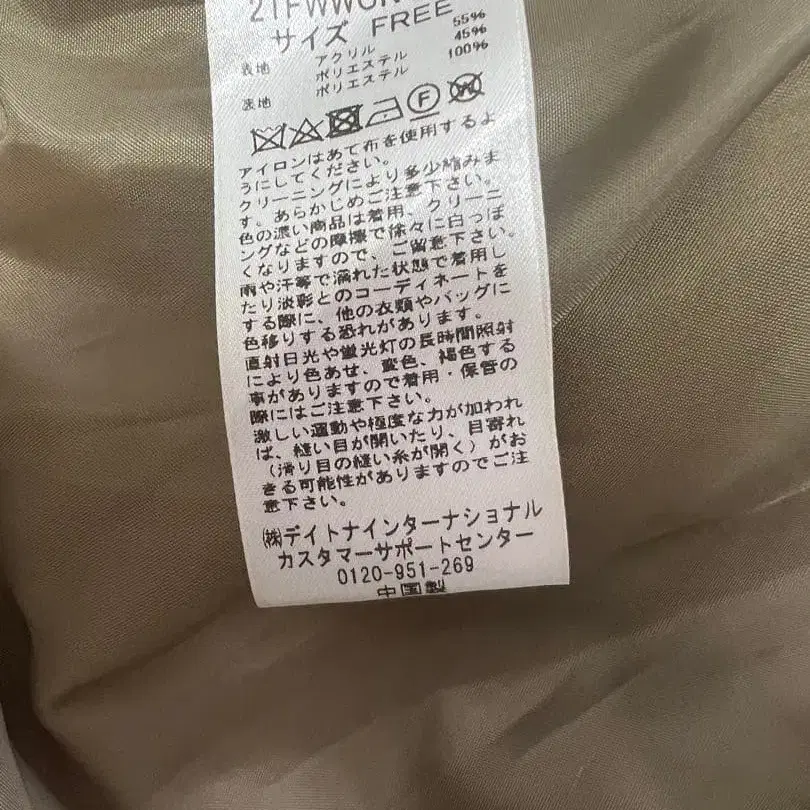 サイズ FREE
表地 アクリル 55%
ポリエステル 45%
裏地 ポリエステル 100%
アイロンはあて布を使用するよ
うにしてください。
クリーニングにより多少縮みま
す。あらかじめご注意下さい。
色の濃い商品は着用、クリーニ
ングなどの摩擦で徐々に白っぽ
くなりますので、ご留意下さい。
雨や汗等で濡れた状態で着用し
たり淡彩とのコーディネートを
する際に、他の衣類やバッグに
色移りする恐れがあります。
直射日光や蛍光灯の長時間照射
により色あせ、変色、褐色する
事がありますので着用・保管の
際にはご注意下さい。
激しい運動や極度な力が加われ
ば、縫い目が開いたり、目寄れ
（滑り目の縫い糸が開く）がお
きる可能性がありますのでご注
意下さい。
㈱デイトナインターナショナル
カスタマーサポートセンター
0120-951-269
中国製